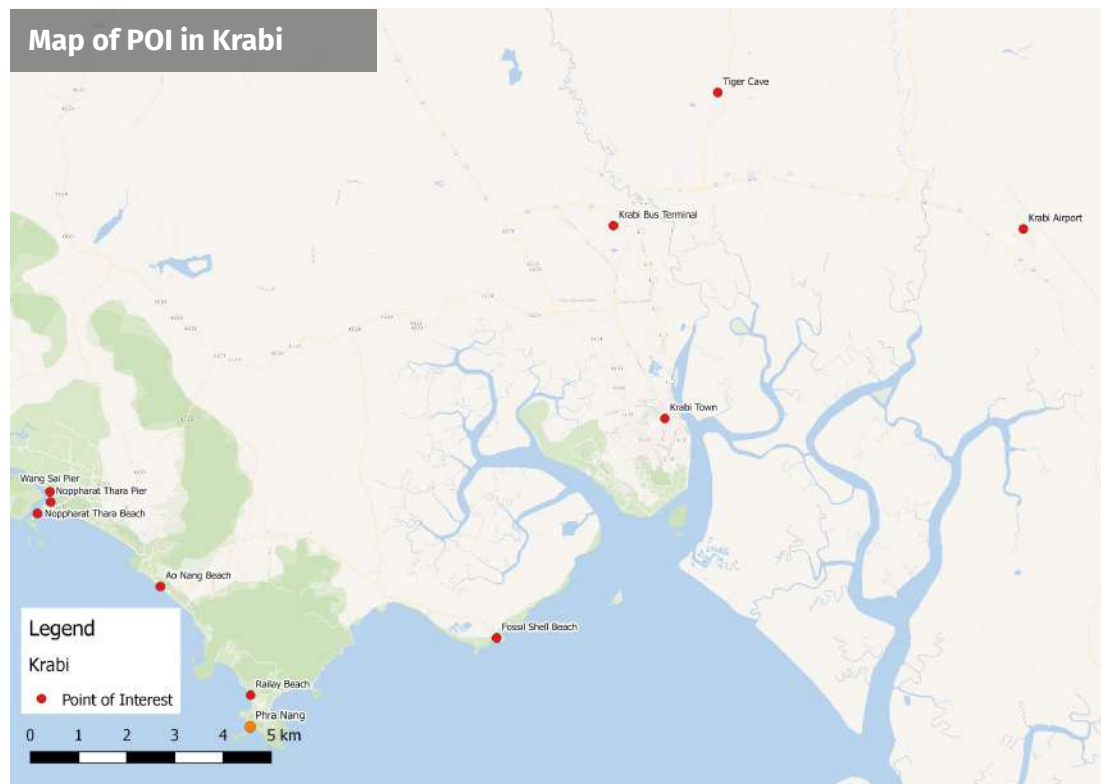 Map of POI in Krabi
Tiger Cave
Krabi Bus Terminal
Krabi Airport
Krabi Town
Wang Sai Pier
Noppharat Thara Pier
Noppharat Thara Beach
Ao Nang Beach
Fossil Shell Beach
Railay Beach
Phra Nang
Legend
Krabi
Point of Interest
0 1 2 3 4 5 km